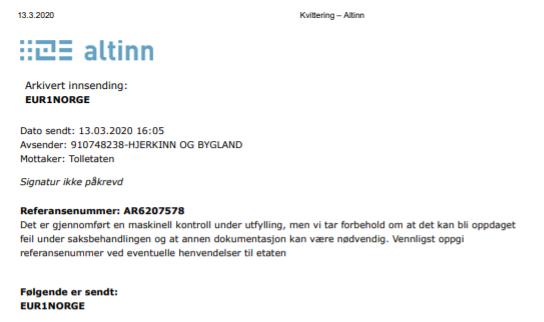 13.3.2020 Kvittering – Altinn
altinn
Arkivert innsending:
EUR1NORGE
Dato sendt: 13.03.2020 16:05
Avsender: 910748238-HJERKINN OG BYGLAND
Mottaker: Tolletaten
Signatur ikke påkrevd
Referansenummer: AR6207578
Det er gjennomført en maskinell kontroll under utfylling, men vi tar forbehold om at det kan bli oppdaget
feil under saksbehandlingen og at annen dokumentasjon kan være nødvendig. Vennligst oppgi
referansenummer ved eventuelle henvendelser til etaten
Følgende er sendt:
EUR1NORGE